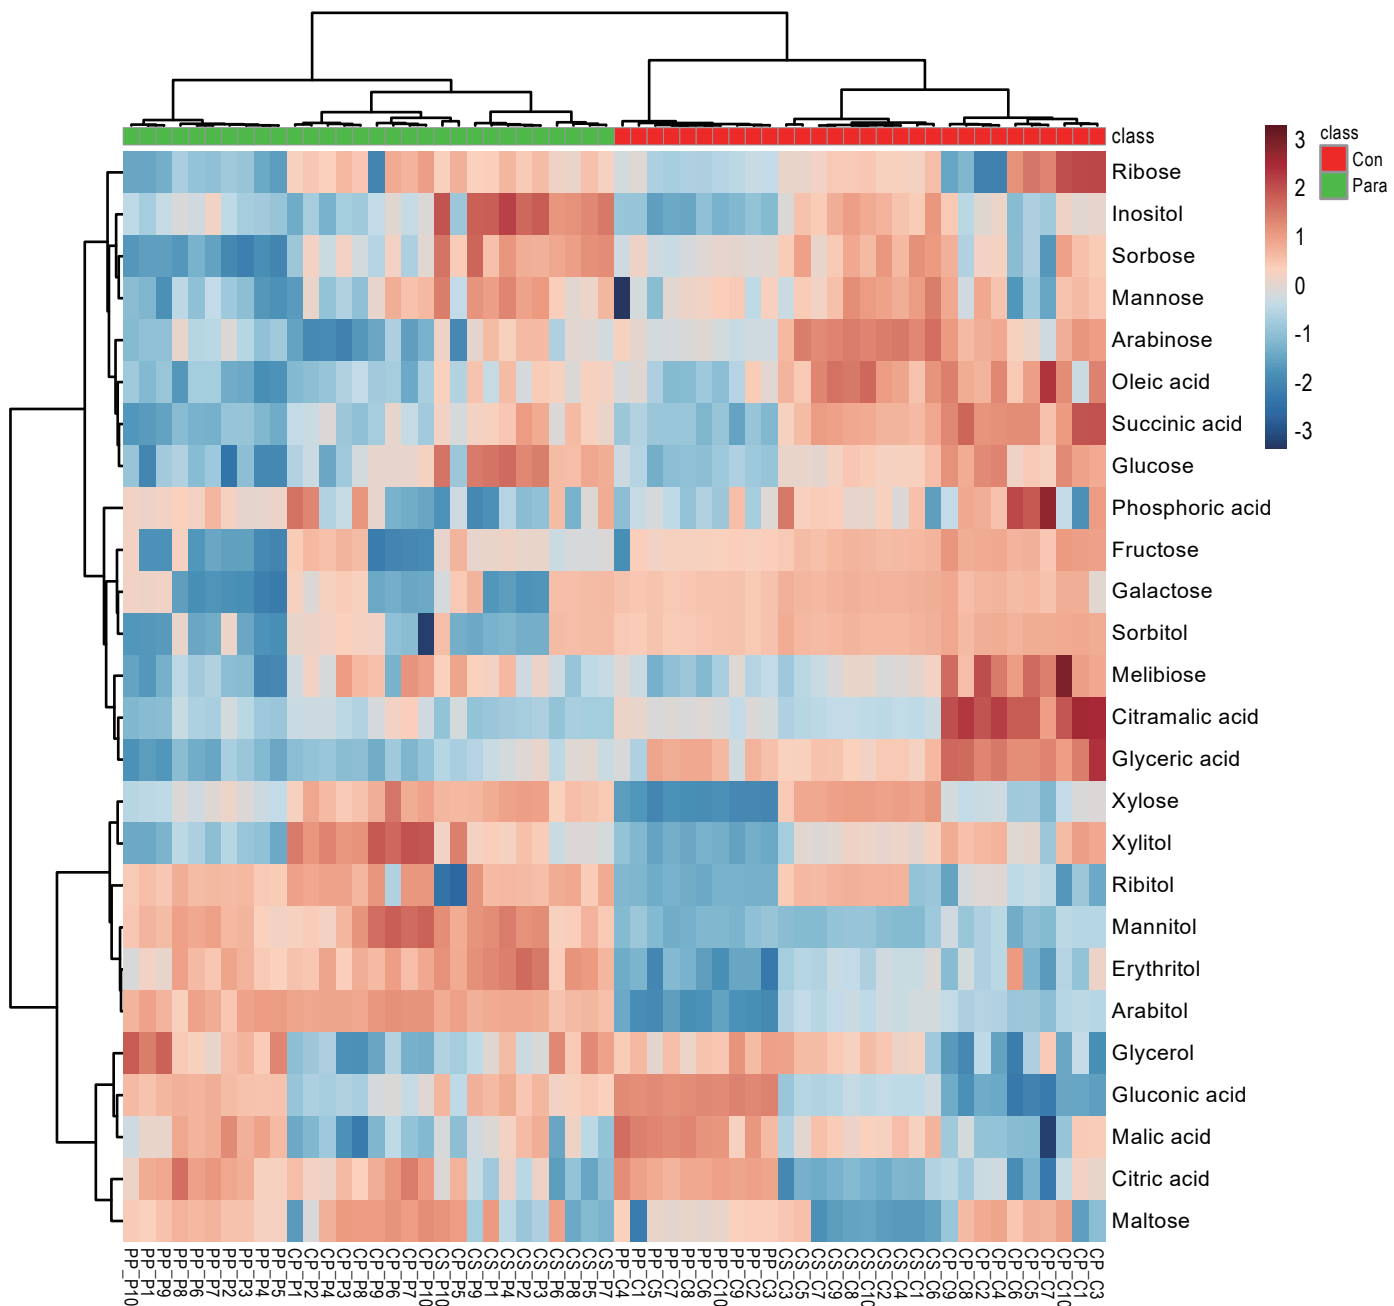 class
Ribose
Inositol
Sorbose
Mannose
Arabinose
Oleic acid
Succinic acid
Glucose
Phosphoric acid
Fructose
Galactose
Sorbitol
Melibiose
Citramalic acid
Glyceric acid
Xylose
Xylitol
Ribitol
Mannitol
Erythritol
Arabitol
Glycerol
Gluconic acid
Malic acid
Citric acid
Maltose
3
2
1
0
-1
-2
-3
class
Con
Para
PP_P10
PP_P1
PP_P9
PP_P8
PP_P6
PP_P7
PP_P2
PP_P3
PP_P4
PP_P5
CP_P1
CP_P2
CP_P4
CP_P3
CP_P8
CP_P9
CP_P6
CP_P7
CP_P10
CS_P10
CP_P5
CS_P9
CS_P1
CS_P4
CS_P2
CS_P3
CS_P6
CS_P8
CS_P5
CS_P7
PP_C4
PP_C1
PP_C5
PP_C7
PP_C8
PP_C6
PP_C10
PP_C9
PP_C2
PP_C3
CS_C3
CS_C5
CS_C7
CS_C9
CS_C8
CS_C10
CS_C2
CS_C4
CS_C1
CS_C6
CP_C9
CP_C8
CP_C2
CP_C4
CP_C6
CP_C5
CP_C7
CP_C10
CP_C1
CP_C3